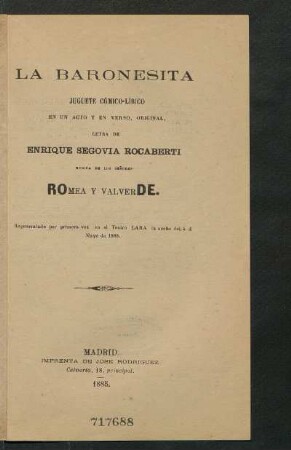 LA BARONESITA
JUGUETE CÓMICO-LÍRICO
EN UN ACTO Y EN VERSO, ORIGINAL,
LETRA DE
ENRIQUE SEGOVIA ROCABERTI
MÚSICA DE LOS SEÑORES
ROMEA Y VALVERDE.
Representado por primera vez en el Teatro LARA la noche del
Mayo de 1885.
MADRID.
IMPRENTA DE JOSÉ RODRIGUEZ.
Calvario, 18, principal.
1885.
717688